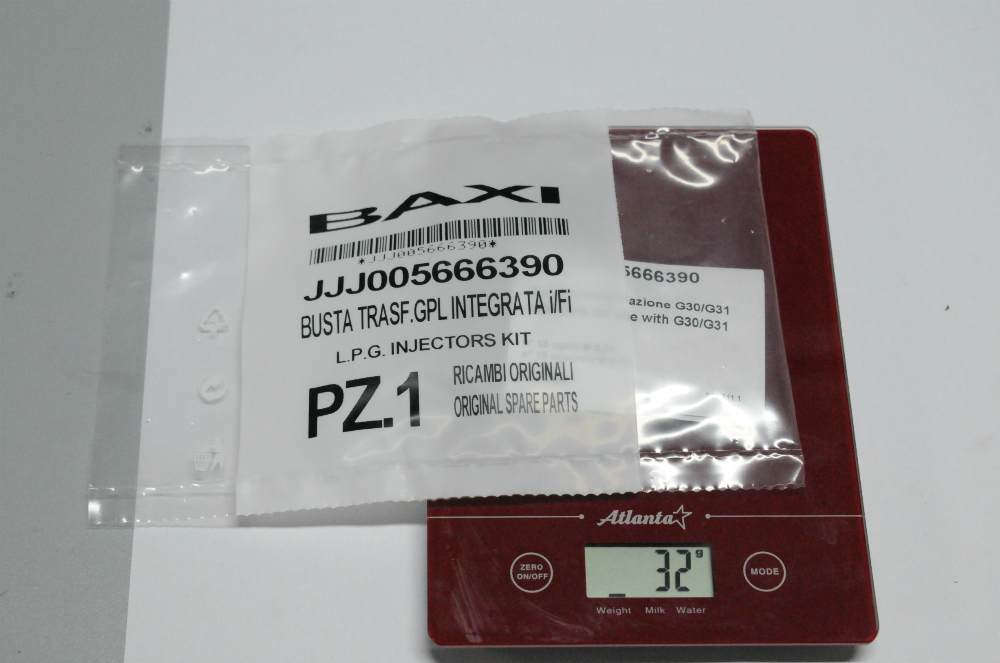 BAXI
*JJJ005666390*
JJJ005666390
BUSTA TRASF.GPL INTEGRATA i/Fi
L.P.G. INJECTORS KIT
PZ.1
RICAMBI ORIGINALI
ORIGINAL SPARE PARTS
5666390
azione G30/G31
e with G30/G31
Atlanta
ZERO
ON/OFF
32 g
MODE
Weight Milk Water